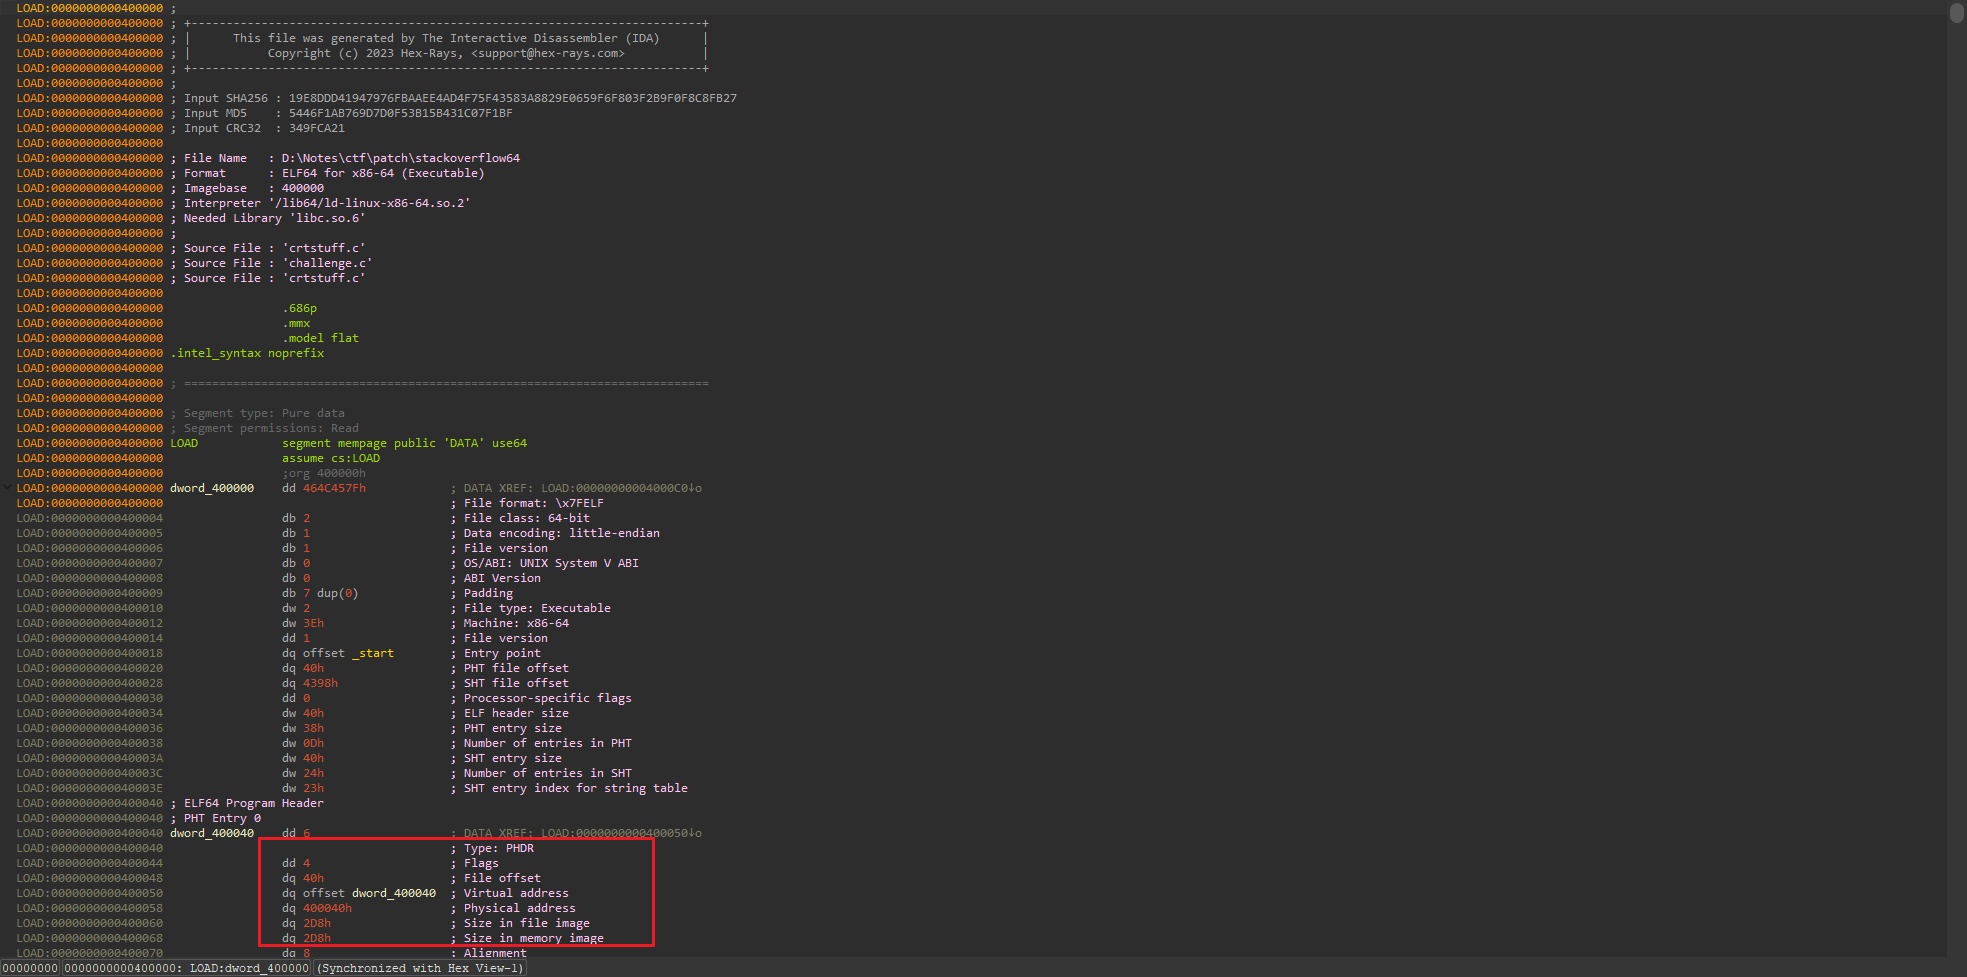 LOAD:0000000000400000 ;
LOAD:0000000000400000 ; +-------------------------------------------------------------------------+
LOAD:0000000000400000 ; |      This file was generated by The Interactive Disassembler (IDA)      |
LOAD:0000000000400000 ; |           Copyright (c) 2023 Hex-Rays, <support@hex-rays.com>           |
LOAD:0000000000400000 ; +-------------------------------------------------------------------------+
LOAD:0000000000400000 ;
LOAD:0000000000400000 ; Input SHA256 : 19E8DDD41947976FBAAEE4AD4F75F43583A8829E0659F6F803F2B9F0F8C8FB27
LOAD:0000000000400000 ; Input MD5    : 5446F1AB769D7D0F53B15B431C07F1BF
LOAD:0000000000400000 ; Input CRC32  : 349FCA21
LOAD:0000000000400000
LOAD:0000000000400000 ; File Name   : D:\Notes\ctf\patch\stackoverflow64
LOAD:0000000000400000 ; Format      : ELF64 for x86-64 (Executable)
LOAD:0000000000400000 ; Imagebase   : 400000
LOAD:0000000000400000 ; Interpreter '/lib64/ld-linux-x86-64.so.2'
LOAD:0000000000400000 ; Needed Library 'libc.so.6'
LOAD:0000000000400000 ;
LOAD:0000000000400000 ; Source File : 'crtstuff.c'
LOAD:0000000000400000 ; Source File : 'challenge.c'
LOAD:0000000000400000 ; Source File : 'crtstuff.c'
LOAD:0000000000400000
LOAD:0000000000400000                 .686p
LOAD:0000000000400000                 .mmx
LOAD:0000000000400000                 .model flat
LOAD:0000000000400000 .intel_syntax noprefix
LOAD:0000000000400000
LOAD:0000000000400000 ; ===========================================================================
LOAD:0000000000400000
LOAD:0000000000400000 ; Segment type: Pure data
LOAD:0000000000400000 ; Segment permissions: Read
LOAD:0000000000400000 LOAD            segment mempage public 'DATA' use64
LOAD:0000000000400000                 assume cs:LOAD
LOAD:0000000000400000                 ;org 400000h
LOAD:0000000000400000 dword_400000    dd 464C457Fh            ; DATA XREF: LOAD:00000000004000C0↓o
LOAD:0000000000400000                                         ; File format: \x7FELF
LOAD:0000000000400004                 db 2                    ; File class: 64-bit
LOAD:0000000000400005                 db 1                    ; Data encoding: little-endian
LOAD:0000000000400006                 db 1                    ; File version
LOAD:0000000000400007                 db 0                    ; OS/ABI: UNIX System V ABI
LOAD:0000000000400008                 db 0                    ; ABI Version
LOAD:0000000000400009                 db 7 dup(0)             ; Padding
LOAD:0000000000400010                 dw 2                    ; File type: Executable
LOAD:0000000000400012                 dw 3Eh                  ; Machine: x86-64
LOAD:0000000000400014                 dd 1                    ; File version
LOAD:0000000000400018                 dq offset _start        ; Entry point
LOAD:0000000000400020                 dq 40h                  ; PHT file offset
LOAD:0000000000400028                 dq 4398h                ; SHT file offset
LOAD:0000000000400030                 dd 0                    ; Processor-specific flags
LOAD:0000000000400034                 dw 40h                  ; ELF header size
LOAD:0000000000400036                 dw 38h                  ; PHT entry size
LOAD:0000000000400038                 dw 0Dh                  ; Number of entries in PHT
LOAD:000000000040003A                 dw 40h                  ; SHT entry size
LOAD:000000000040003C                 dw 24h                  ; Number of entries in SHT
LOAD:000000000040003E                 dw 23h                  ; SHT entry index for string table
LOAD:0000000000400040 ; ELF64 Program Header
LOAD:0000000000400040 ; PHT Entry 0
LOAD:0000000000400040 dword_400040    dd 6                    ; DATA XREF: LOAD:0000000000400050↓o
LOAD:0000000000400040                                         ; Type: PHDR
LOAD:0000000000400044                 dd 4                    ; Flags
LOAD:0000000000400048                 dq 40h                  ; File offset
LOAD:0000000000400050                 dq offset dword_400040  ; Virtual address
LOAD:0000000000400058                 dq 400040h              ; Physical address
LOAD:0000000000400060                 dq 2D8h                 ; Size in file image
LOAD:0000000000400068                 dq 2D8h                 ; Size in memory image
LOAD:0000000000400070                 dq 8                    ; Alignment
00000000 0000000000400000: LOAD:dword_400000 (Synchronized with Hex View-1)